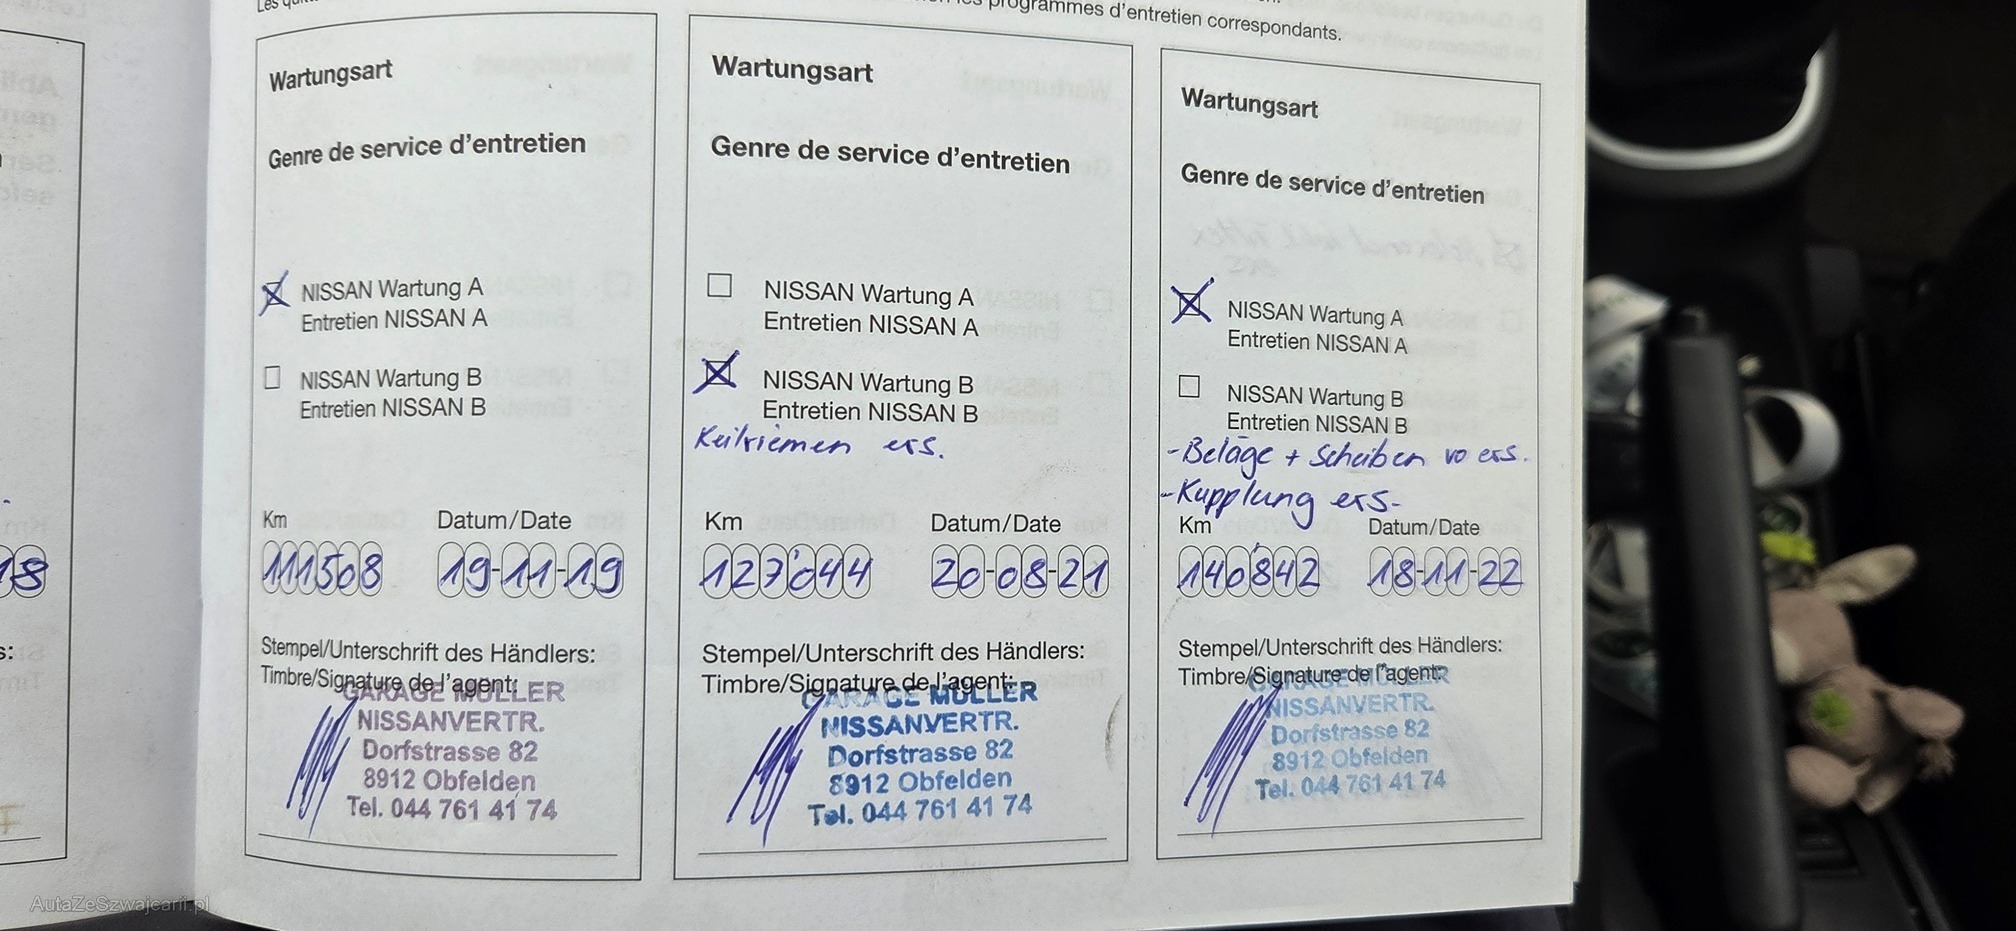 programmes d'entretien correspondants.
Wartungsart
Genre de service d'entretien
NISSAN Wartung A
Entretien NISSAN A
NISSAN Wartung B
Entretien NISSAN B
Km Datum/Date
111508 19-11-19
Stempel/Unterschrift des Händlers:
Timbre/Signature de l'agent:
GARAGE MÜLLER
NISSANVERTR.
Dorfstrasse 82
8912 Obfelden
Tel. 044 761 41 74
Wartungsart
Genre de service d'entretien
NISSAN Wartung A
Entretien NISSAN A
NISSAN Wartung B
Entretien NISSAN B
Keilriemen ers.
Km Datum/Date
127'044 20-08-21
Stempel/Unterschrift des Händlers:
Timbre/Signature de l'agent:
GARAGE MÜLLER
NISSANVERTR.
Dorfstrasse 82
8912 Obfelden
Tel. 044 761 41 74
Wartungsart
Genre de service d'entretien
NISSAN Wartung A
Entretien NISSAN A
NISSAN Wartung B
Entretien NISSAN B
-Beläge + Scheiben vo ers.
-Kupplung ers-
Km Datum/Date
140'842 18-11-22
Stempel/Unterschrift des Händlers:
Timbre/Signature de l'agent:
GARAGE MÜLLER
NISSANVERTR.
Dorfstrasse 82
8912 Obfelden
Tel. 044 761 41 74
AutaZeSzwajcarii.pl